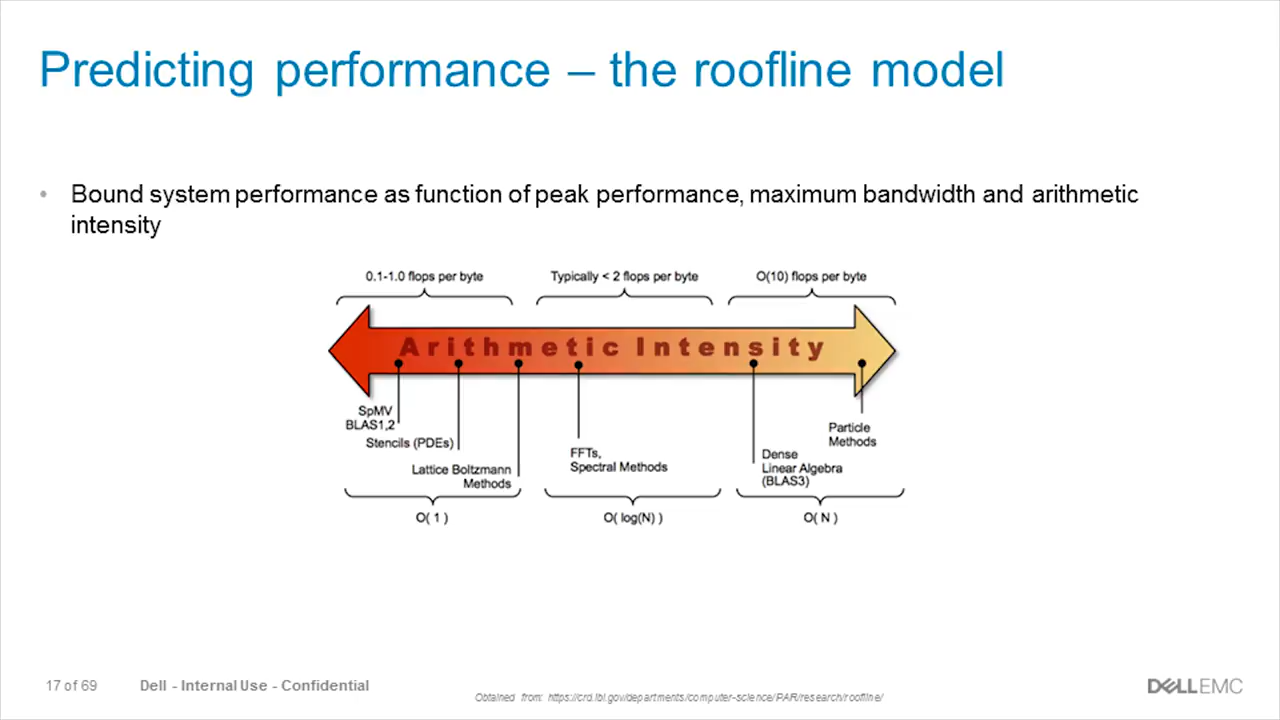 Predicting performance – the roofline model
• Bound system performance as function of peak performance, maximum bandwidth and arithmetic
intensity
0.1-1.0 flops per byte
Typically < 2 flops per byte
O(10) flops per byte
Arithmetic Intensity
SpMV
BLAS1,2
Stencils (PDEs)
Lattice Boltzmann
Methods
FFTs,
Spectral Methods
Dense
Linear Algebra
(BLAS3)
Particle
Methods
O( 1 )
O( log(N) )
O( N )
17 of 69
Dell - Internal Use - Confidential
Obtained from: https://crd.lbl.gov/departments/computer-science/PAR/research/roofline/
DELLEMC